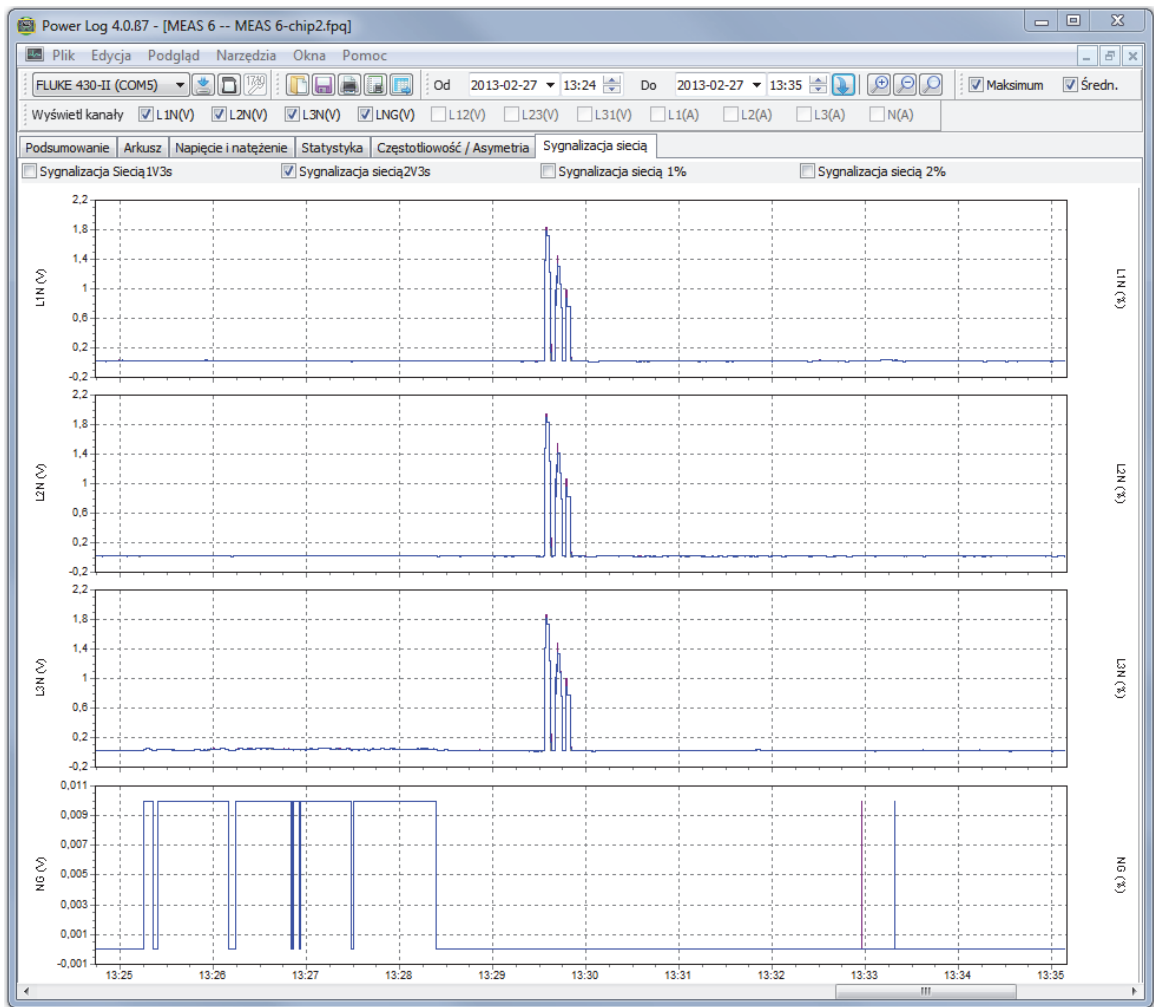 Power Log 4.0.ß7 - [MEAS 6 -- MEAS 6-chip2.fpq]
Plik Edycja Podgląd Narzędzia Okna Pomoc
FLUKE 430-II (COM5) Od 2013-02-27 13:24 Do 2013-02-27 13:35 Maksimum Średn.
Wyświetl kanały L1N(V) L2N(V) L3N(V) LNG(V) L12(V) L23(V) L31(V) L1(A) L2(A) L3(A) N(A)
Podsumowanie Arkusz Napięcie i natężenie Statystyka Częstotliowość / Asymetria Sygnalizacja siecią
Sygnalizacja Siecią1V3s Sygnalizacja siecią2V3s Sygnalizacja siecią 1% Sygnalizacja siecią 2%
2,2
1,8
1,4
1
0,6
0,2
-0,2
L1N (V)
L1N (%)
2,2
1,8
1,4
1
0,6
0,2
-0,2
L2N (V)
L2N (%)
2,2
1,8
1,4
1
0,6
0,2
-0,2
L3N (V)
L3N (%)
0,011
0,009
0,007
0,005
0,003
0,001
-0,001
NG (V)
NG (%)
13:25 13:26 13:27 13:28 13:29 13:30 13:31 13:32 13:33 13:34 13:35